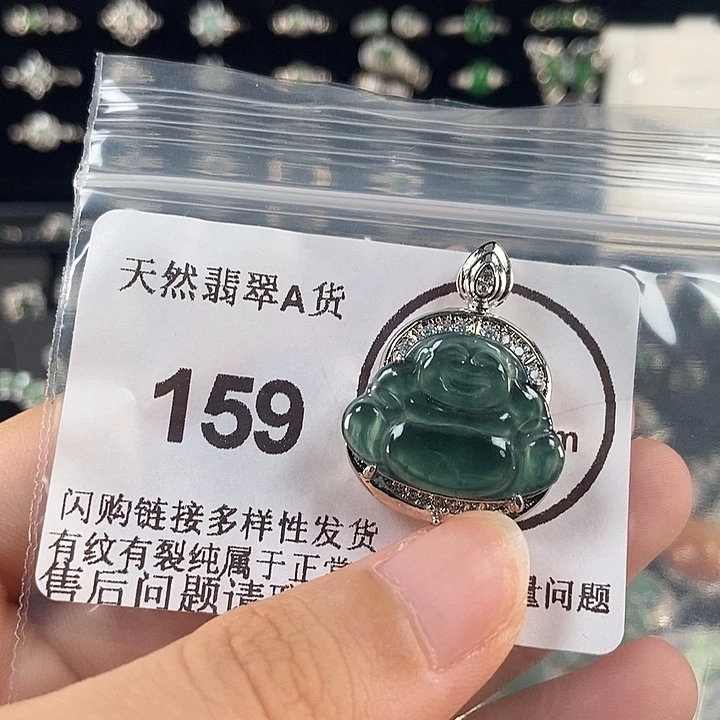 天然翡翠A货
159
m
闪购链接多样性发货
有纹有裂纯属于正常
售后问题请
量问题